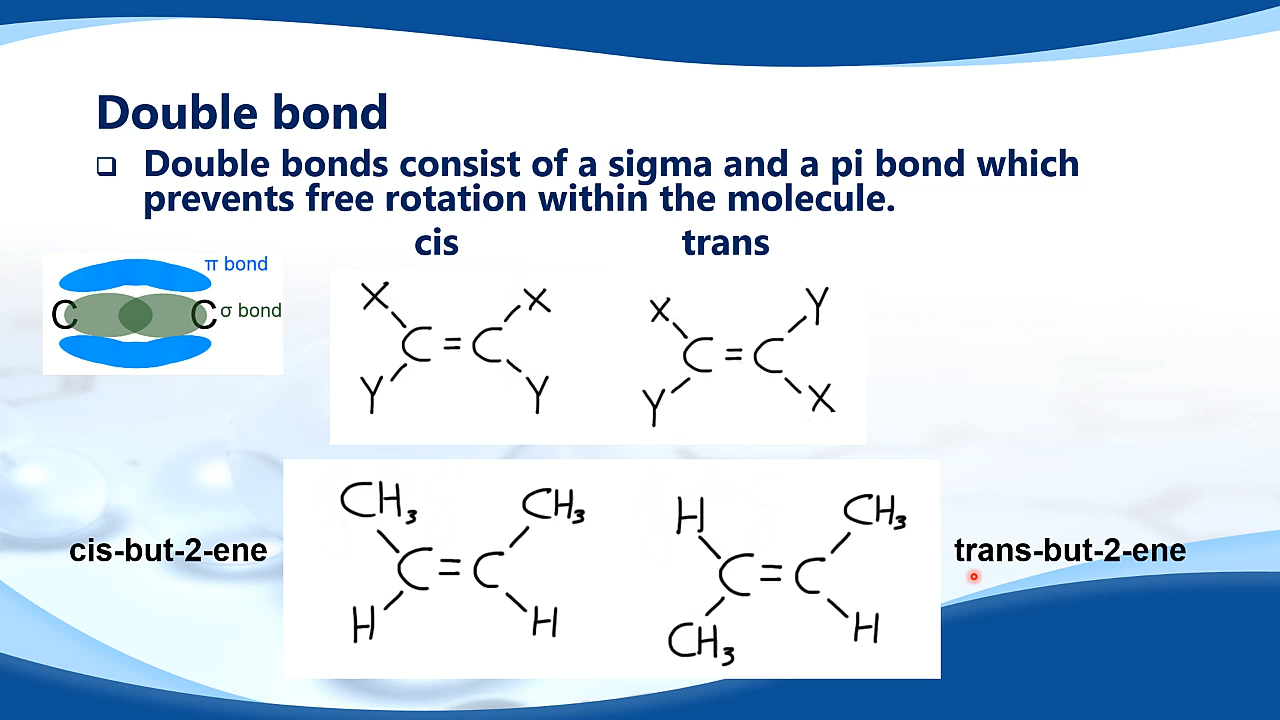 Double bond
❑ Double bonds consist of a sigma and a pi bond which
prevents free rotation within the molecule.
cis trans
π bond
C C σ bond
X X X Y
C = C C = C
Y Y Y X
CH₃ CH₃ H CH₃
cis-but-2-ene trans-but-2-ene
C = C C = C
H H CH₃ H